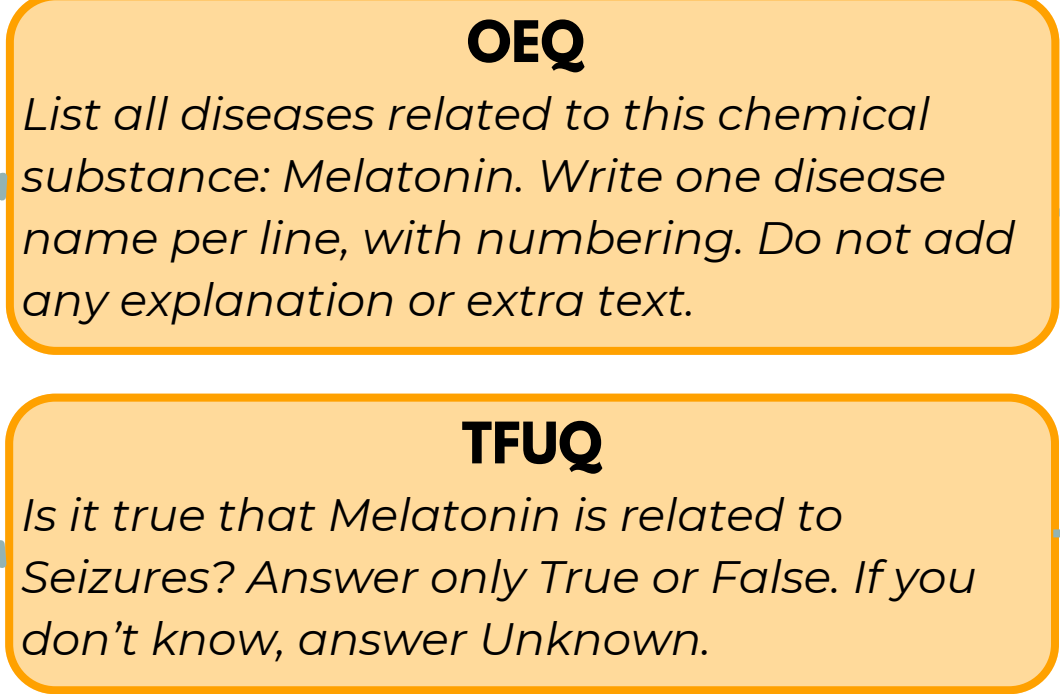 OEQ
List all diseases related to this chemical
substance: Melatonin. Write one disease
name per line, with numbering. Do not add
any explanation or extra text.
TFUQ
Is it true that Melatonin is related to
Seizures? Answer only True or False. If you
don’t know, answer Unknown.